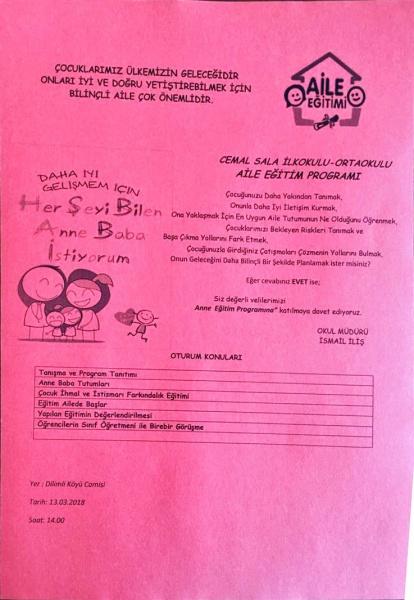 ÇOCUKLARIMIZ ÜLKEMİZİN GELECEĞİDİR
ONLARI İYİ VE DOĞRU YETİŞTİREBİLMEK İÇİN
BİLİNÇLİ AİLE ÇOK ÖNEMLİDİR.
AİLE
EĞİTİMİ
DAHA İYİ
GELİŞMEM İÇİN
Her Şeyi Bilen
Anne Baba
İstiyorum
CEMAL SALA İLKOKULU-ORTAOKULU
AİLE EĞİTİM PROGRAMI
Çocuğunuzu Daha Yakından Tanımak,
Onunla Daha İyi İletişim Kurmak,
Ona Yaklaşmak İçin En Uygun Aile Tutumunun Ne Olduğunu Öğrenmek,
Çocuklarımızı Bekleyen Riskleri Tanımak ve
Başa Çıkma Yollarını Fark Etmek,
Çocuğunuzla Girdiğiniz Çatışmaları Çözmenin Yollarını Bulmak,
Onun Geleceğini Daha Bilinçli Bir Şekilde Planlamak ister misiniz?
Eğer cevabınız EVET ise;
Siz değerli velilerimizi
Anne Eğitim Programına" katılmaya davet ediyoruz.
OKUL MÜDÜRÜ
İSMAİL İLİŞ
OTURUM KONULARI
Tanışma ve Program Tanıtımı
Anne Baba Tutumları
Çocuk İhmal ve İstismarı Farkındalık Eğitimi
Eğitim Ailede Başlar
Yapılan Eğitimin Değerlendirilmesi
Öğrencilerin Sınıf Öğretmeni ile Birebir Görüşme
Yer : Dilimli Köyü Camisi
Tarih: 13.03.2018
Saat: 14.00